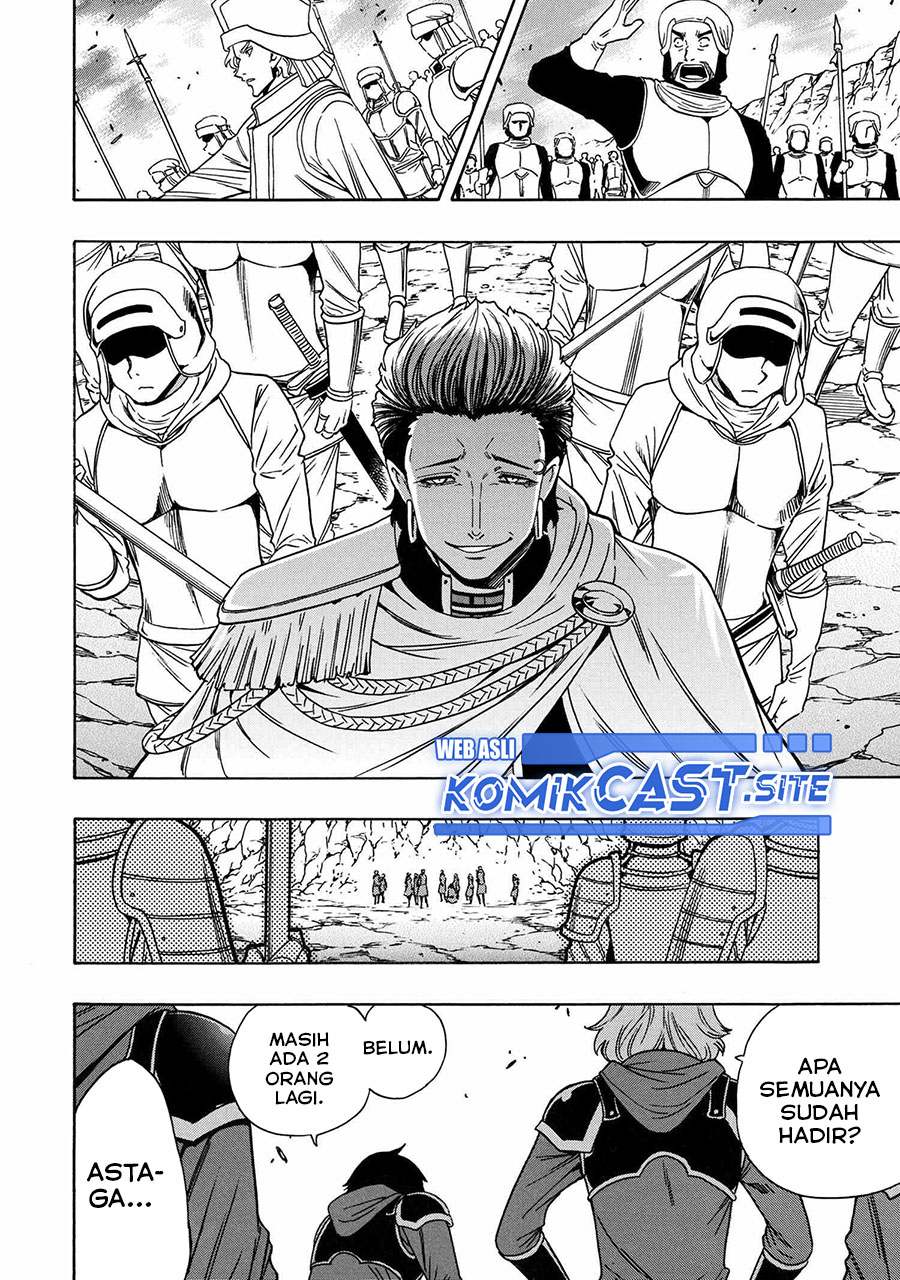 WEB ASLI
KOMIKCAST.SITE
APA
SEMUANYA
SUDAH
HADIR?
BELUM.
MASIH
ADA 2
ORANG
LAGI.
ASTA-
GA...